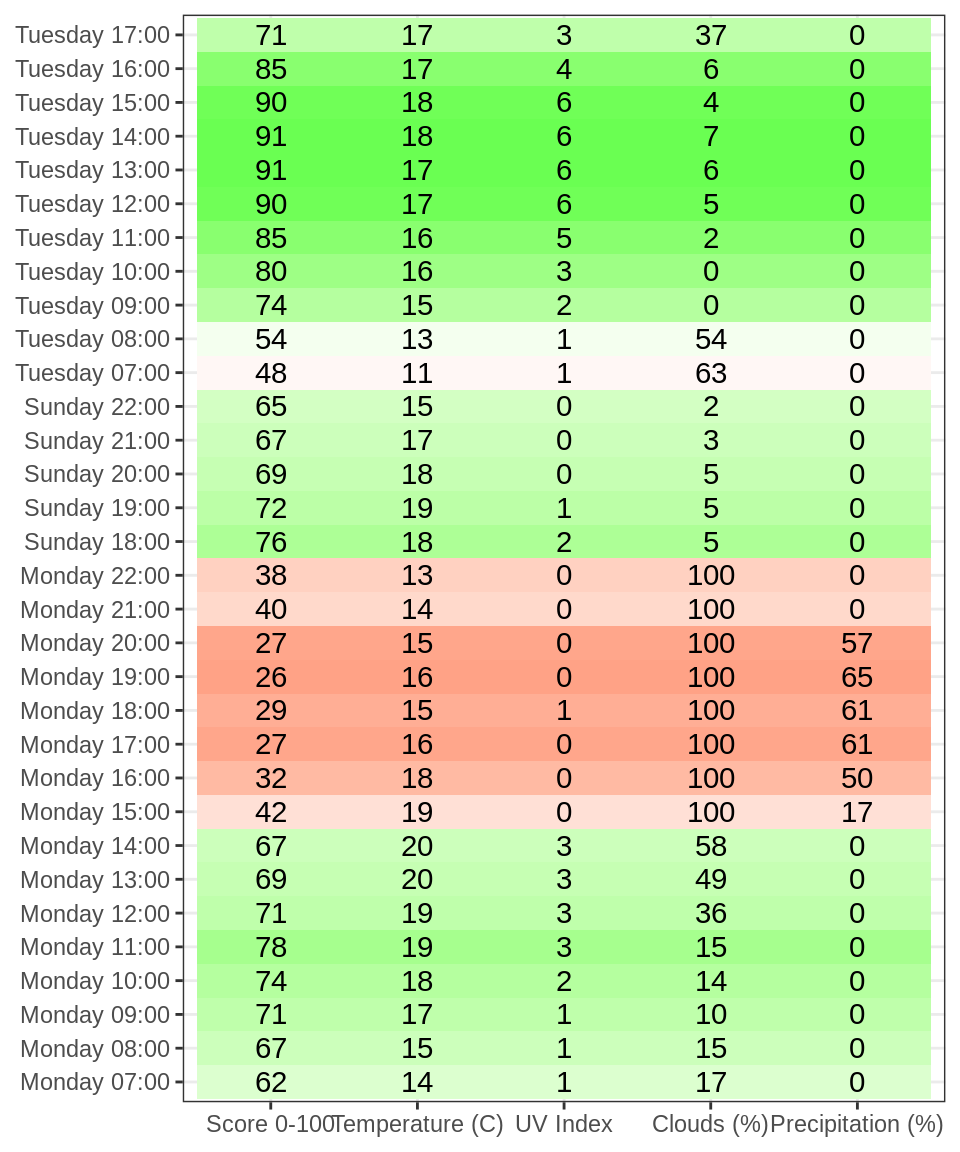 Tuesday 17:00 71 17 3 37 0
Tuesday 16:00 85 17 4 6 0
Tuesday 15:00 90 18 6 4 0
Tuesday 14:00 91 18 6 7 0
Tuesday 13:00 91 17 6 6 0
Tuesday 12:00 90 17 6 5 0
Tuesday 11:00 85 16 5 2 0
Tuesday 10:00 80 16 3 0 0
Tuesday 09:00 74 15 2 0 0
Tuesday 08:00 54 13 1 54 0
Tuesday 07:00 48 11 1 63 0
Sunday 22:00 65 15 0 2 0
Sunday 21:00 67 17 0 3 0
Sunday 20:00 69 18 0 5 0
Sunday 19:00 72 19 1 5 0
Sunday 18:00 76 18 2 5 0
Monday 22:00 38 13 0 100 0
Monday 21:00 40 14 0 100 0
Monday 20:00 27 15 0 100 57
Monday 19:00 26 16 0 100 65
Monday 18:00 29 15 1 100 61
Monday 17:00 27 16 0 100 61
Monday 16:00 32 18 0 100 50
Monday 15:00 42 19 0 100 17
Monday 14:00 67 20 3 58 0
Monday 13:00 69 20 3 49 0
Monday 12:00 71 19 3 36 0
Monday 11:00 78 19 3 15 0
Monday 10:00 74 18 2 14 0
Monday 09:00 71 17 1 10 0
Monday 08:00 67 15 1 15 0
Monday 07:00 62 14 1 17 0
Score 0-100 Temperature (C) UV Index Clouds (%) Precipitation (%)